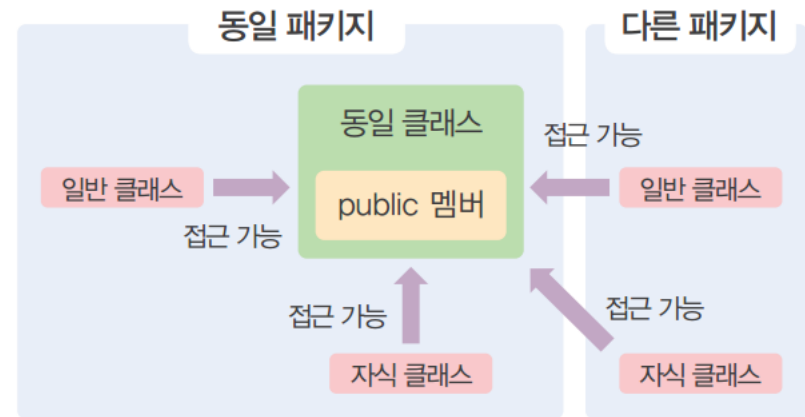 동일 패키지
다른 패키지
동일 클래스
접근 가능
일반 클래스
public 멤버
일반 클래스
접근 가능
접근 가능
접근 가능
자식 클래스
자식 클래스